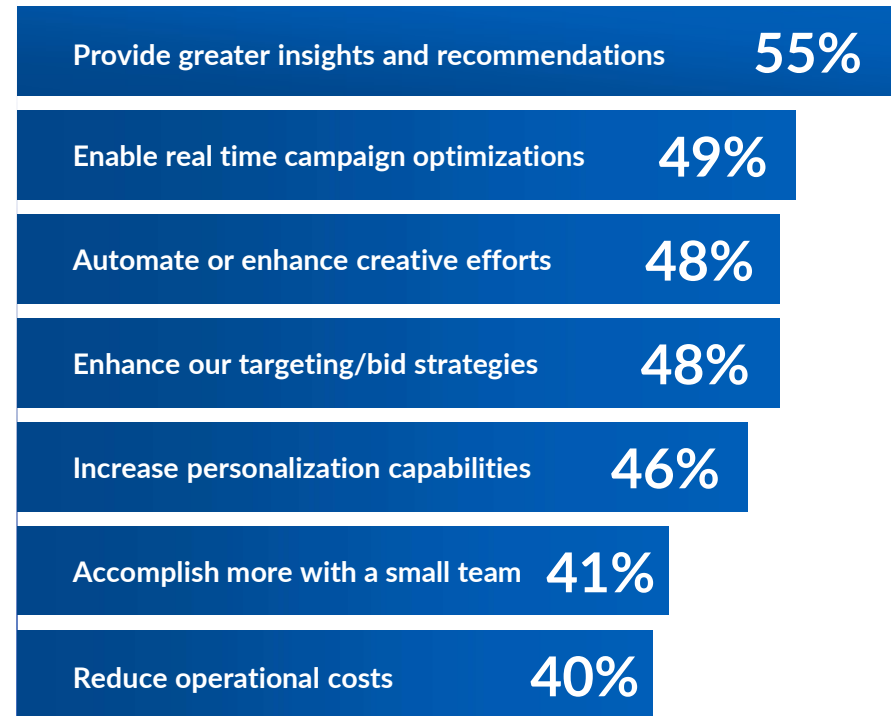 Provide greater insights and recommendations 55%
Enable real time campaign optimizations 49%
Automate or enhance creative efforts 48%
Enhance our targeting/bid strategies 48%
Increase personalization capabilities 46%
Accomplish more with a small team 41%
Reduce operational costs 40%